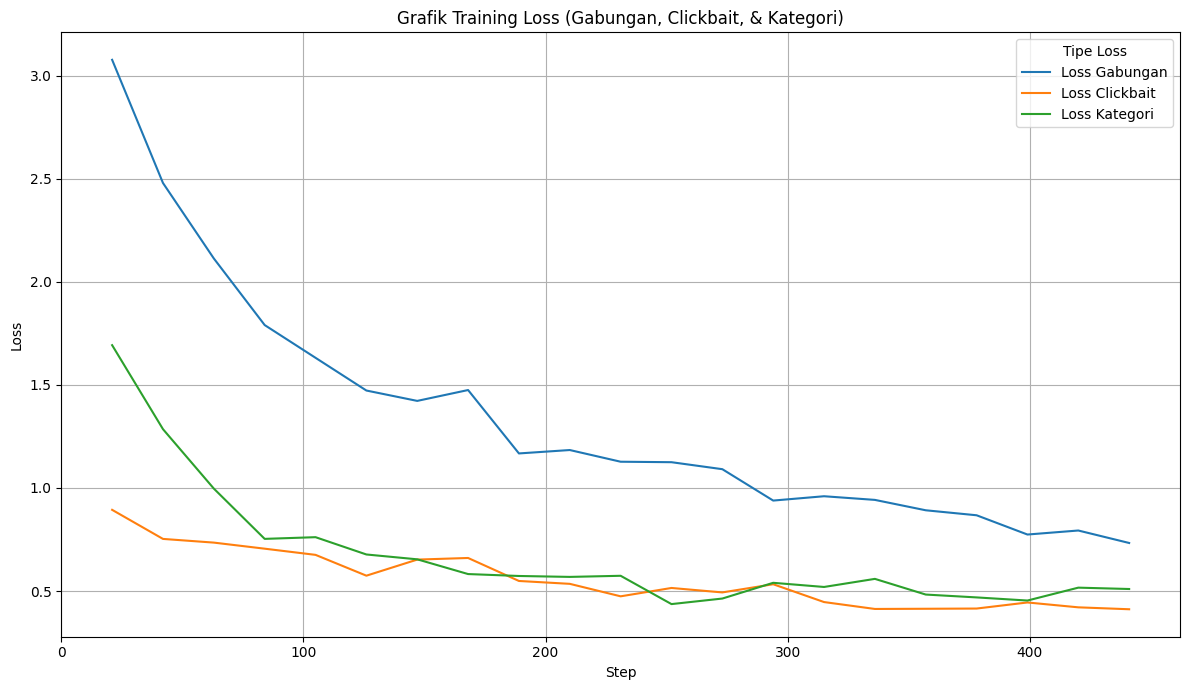 Grafik Training Loss (Gabungan, Clickbait, & Kategori)
Tipe Loss
Loss Gabungan
Loss Clickbait
Loss Kategori
3.0
2.5
2.0
1.5
1.0
0.5
Loss
0
100
200
300
400
Step